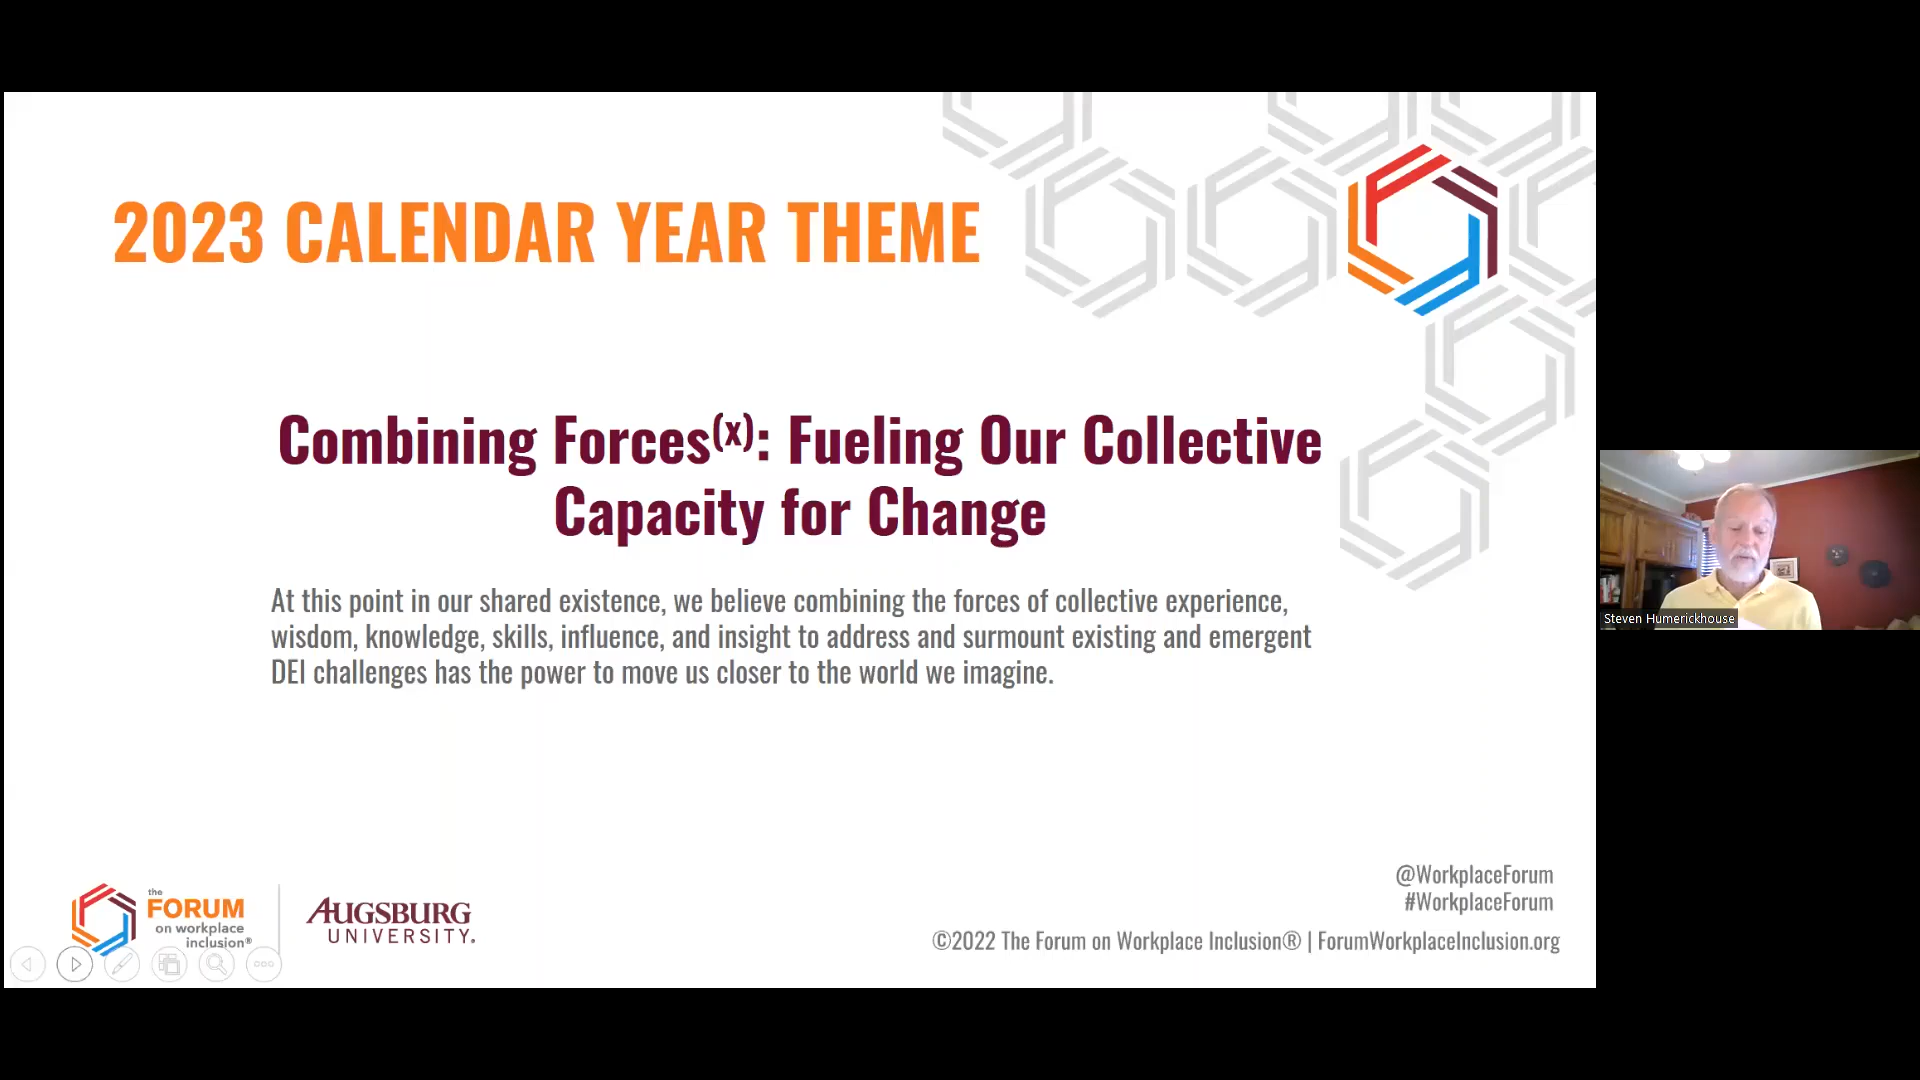 2023 CALENDAR YEAR THEME
Combining Forces(x): Fueling Our Collective
Capacity for Change
At this point in our shared existence, we believe combining the forces of collective experience,
wisdom, knowledge, skills, influence, and insight to address and surmount existing and emergent
DEI challenges has the power to move us closer to the world we imagine.
Steven Humerickhouse
@WorkplaceForum
#WorkplaceForum
©2022 The Forum on Workplace Inclusion® | ForumWorkplaceInclusion.org
the
FORUM
on workplace
inclusion®
AUGSBURG
UNIVERSITY.